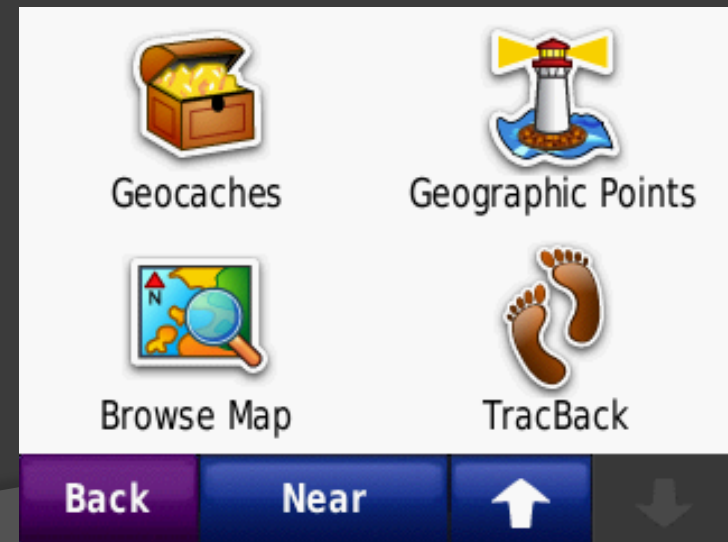 Geocaches
Geographic Points
N
Browse Map
TracBack
Back
Near